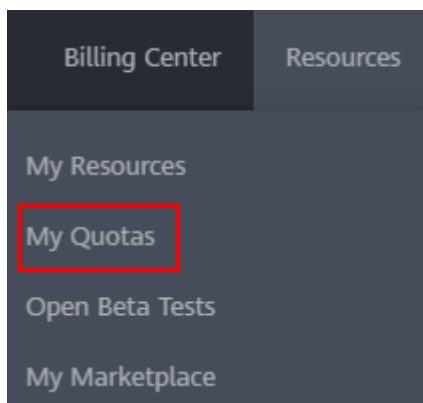 Billing Center Resources
My Resources
My Quotas
Open Beta Tests
My Marketplace